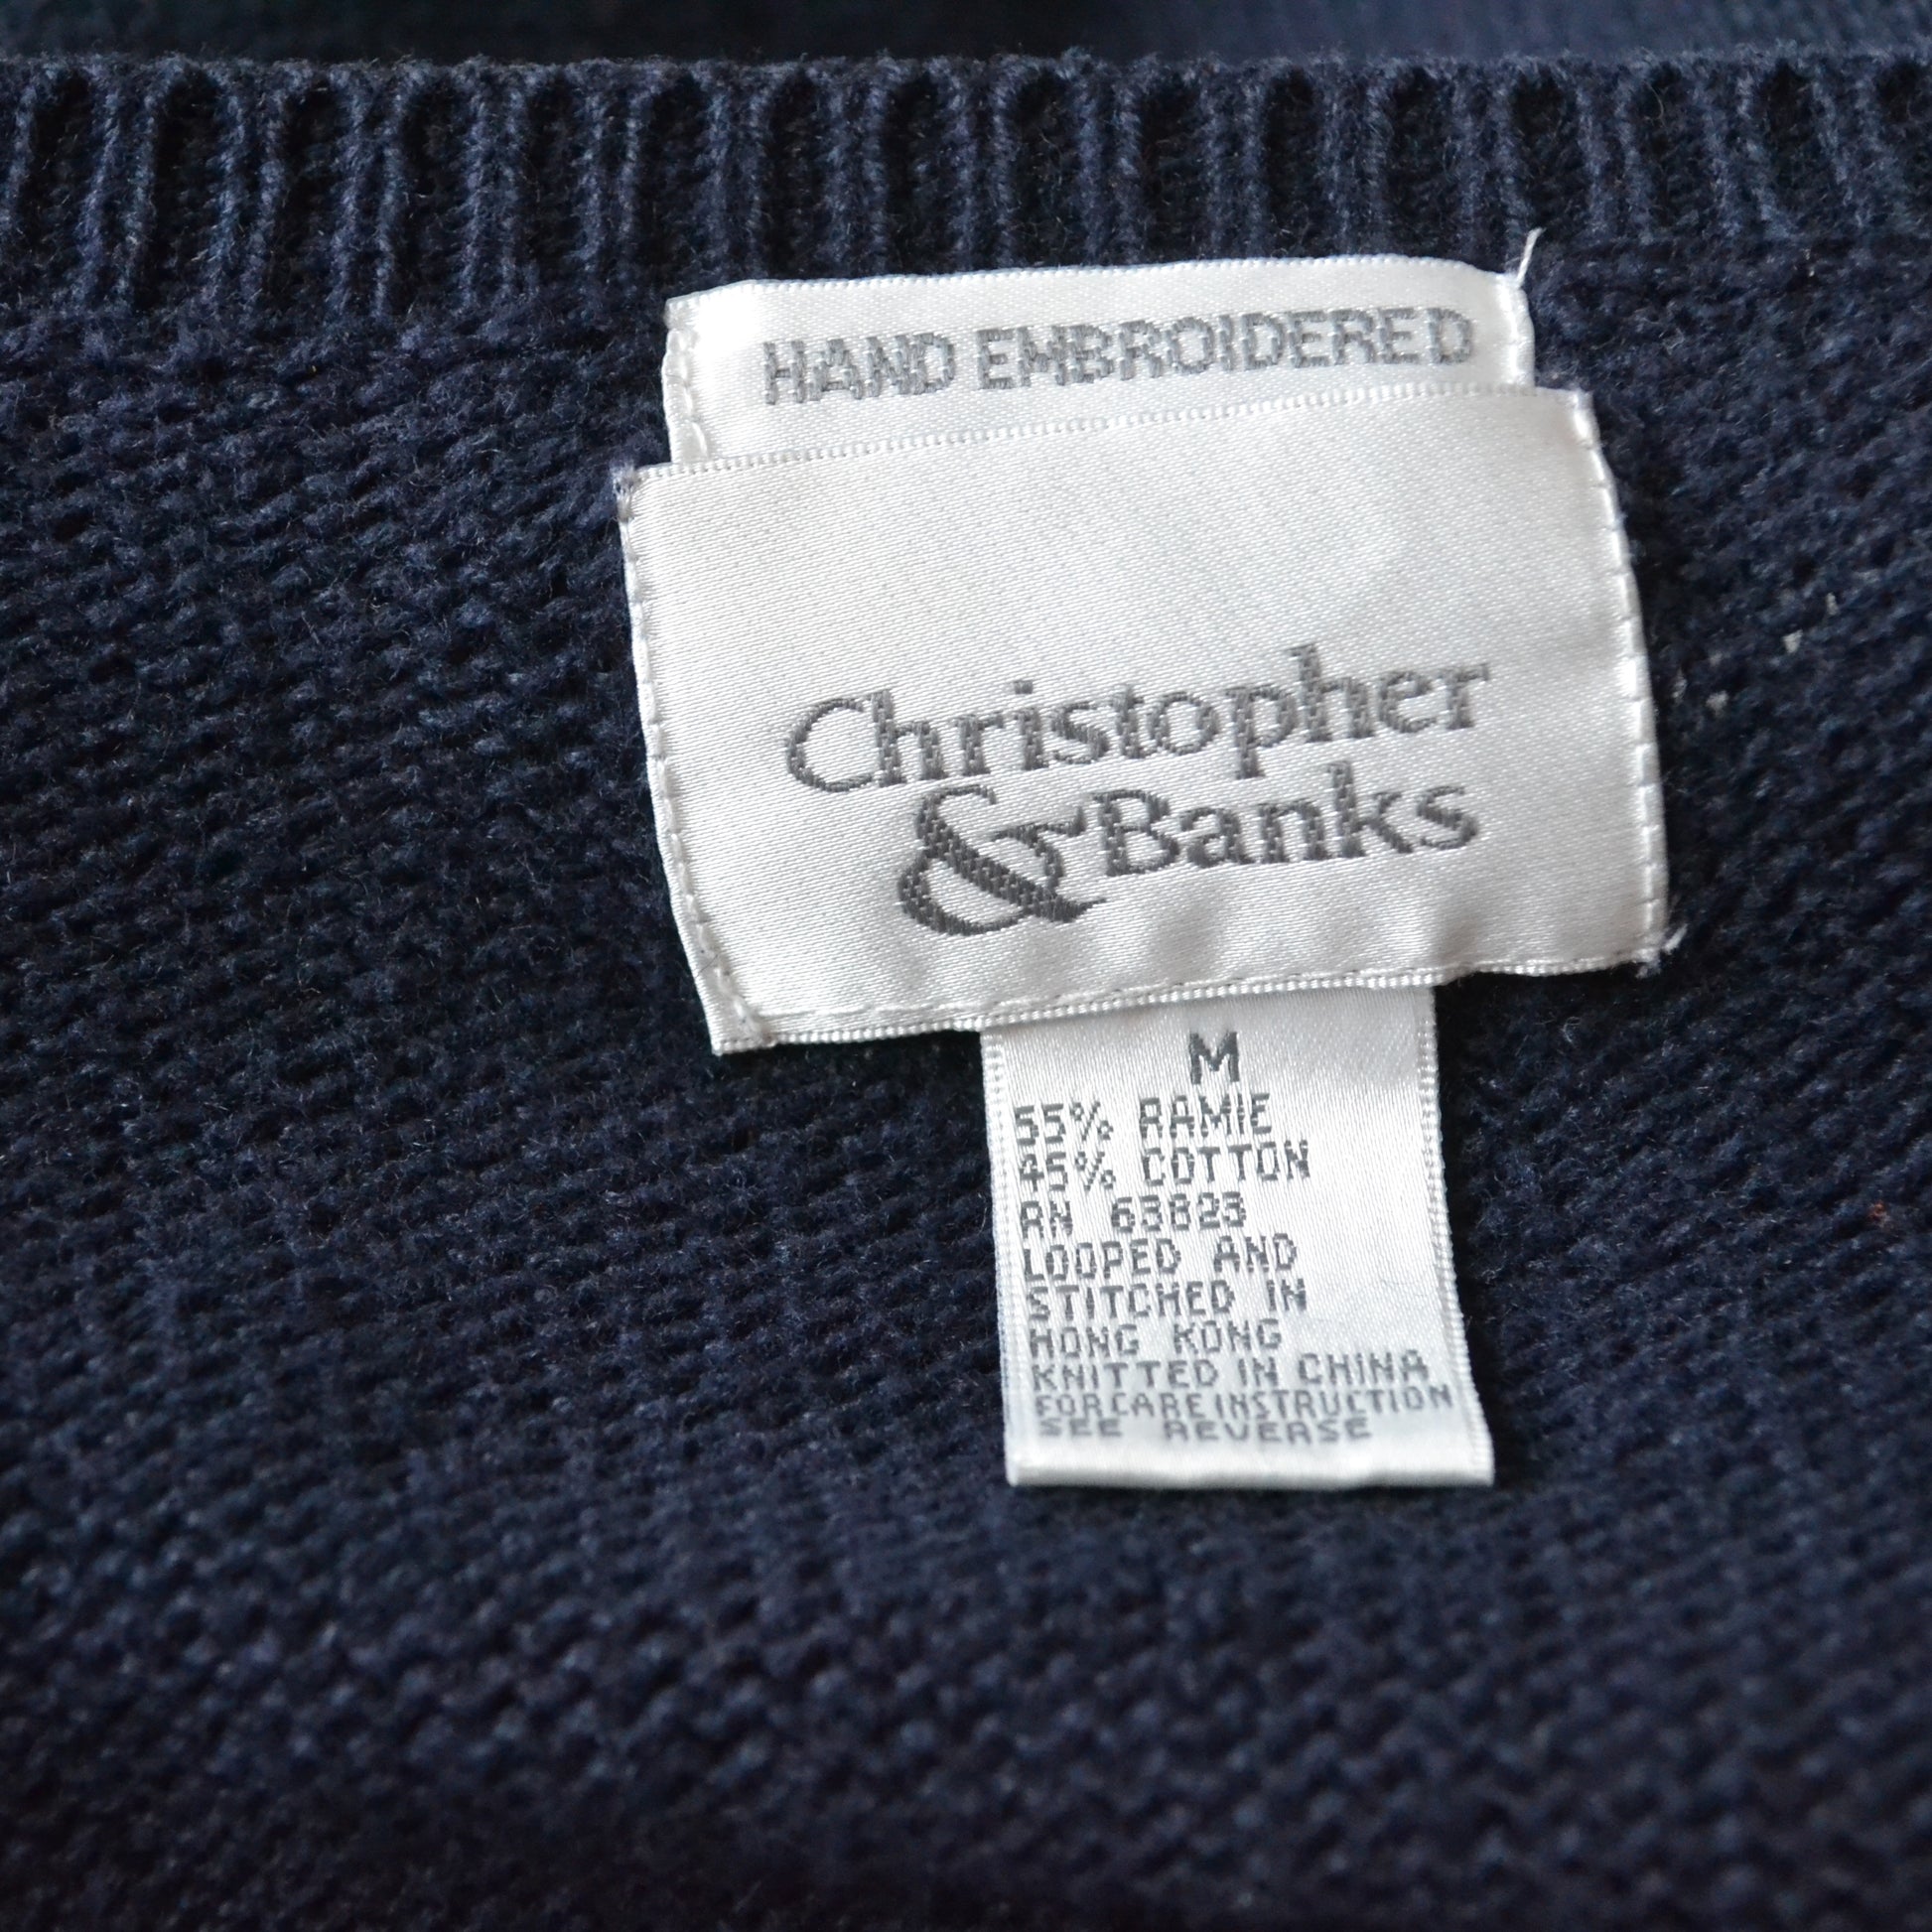 HAND EMBROIDERED
Christopher
& Banks
M
55% RAMIE
45% COTTON
RN 63823
LOOPED AND
STITCHED IN
HONG KONG
KNITTED IN CHINA
FOR CARE INSTRUCTION
SEE REVERSE